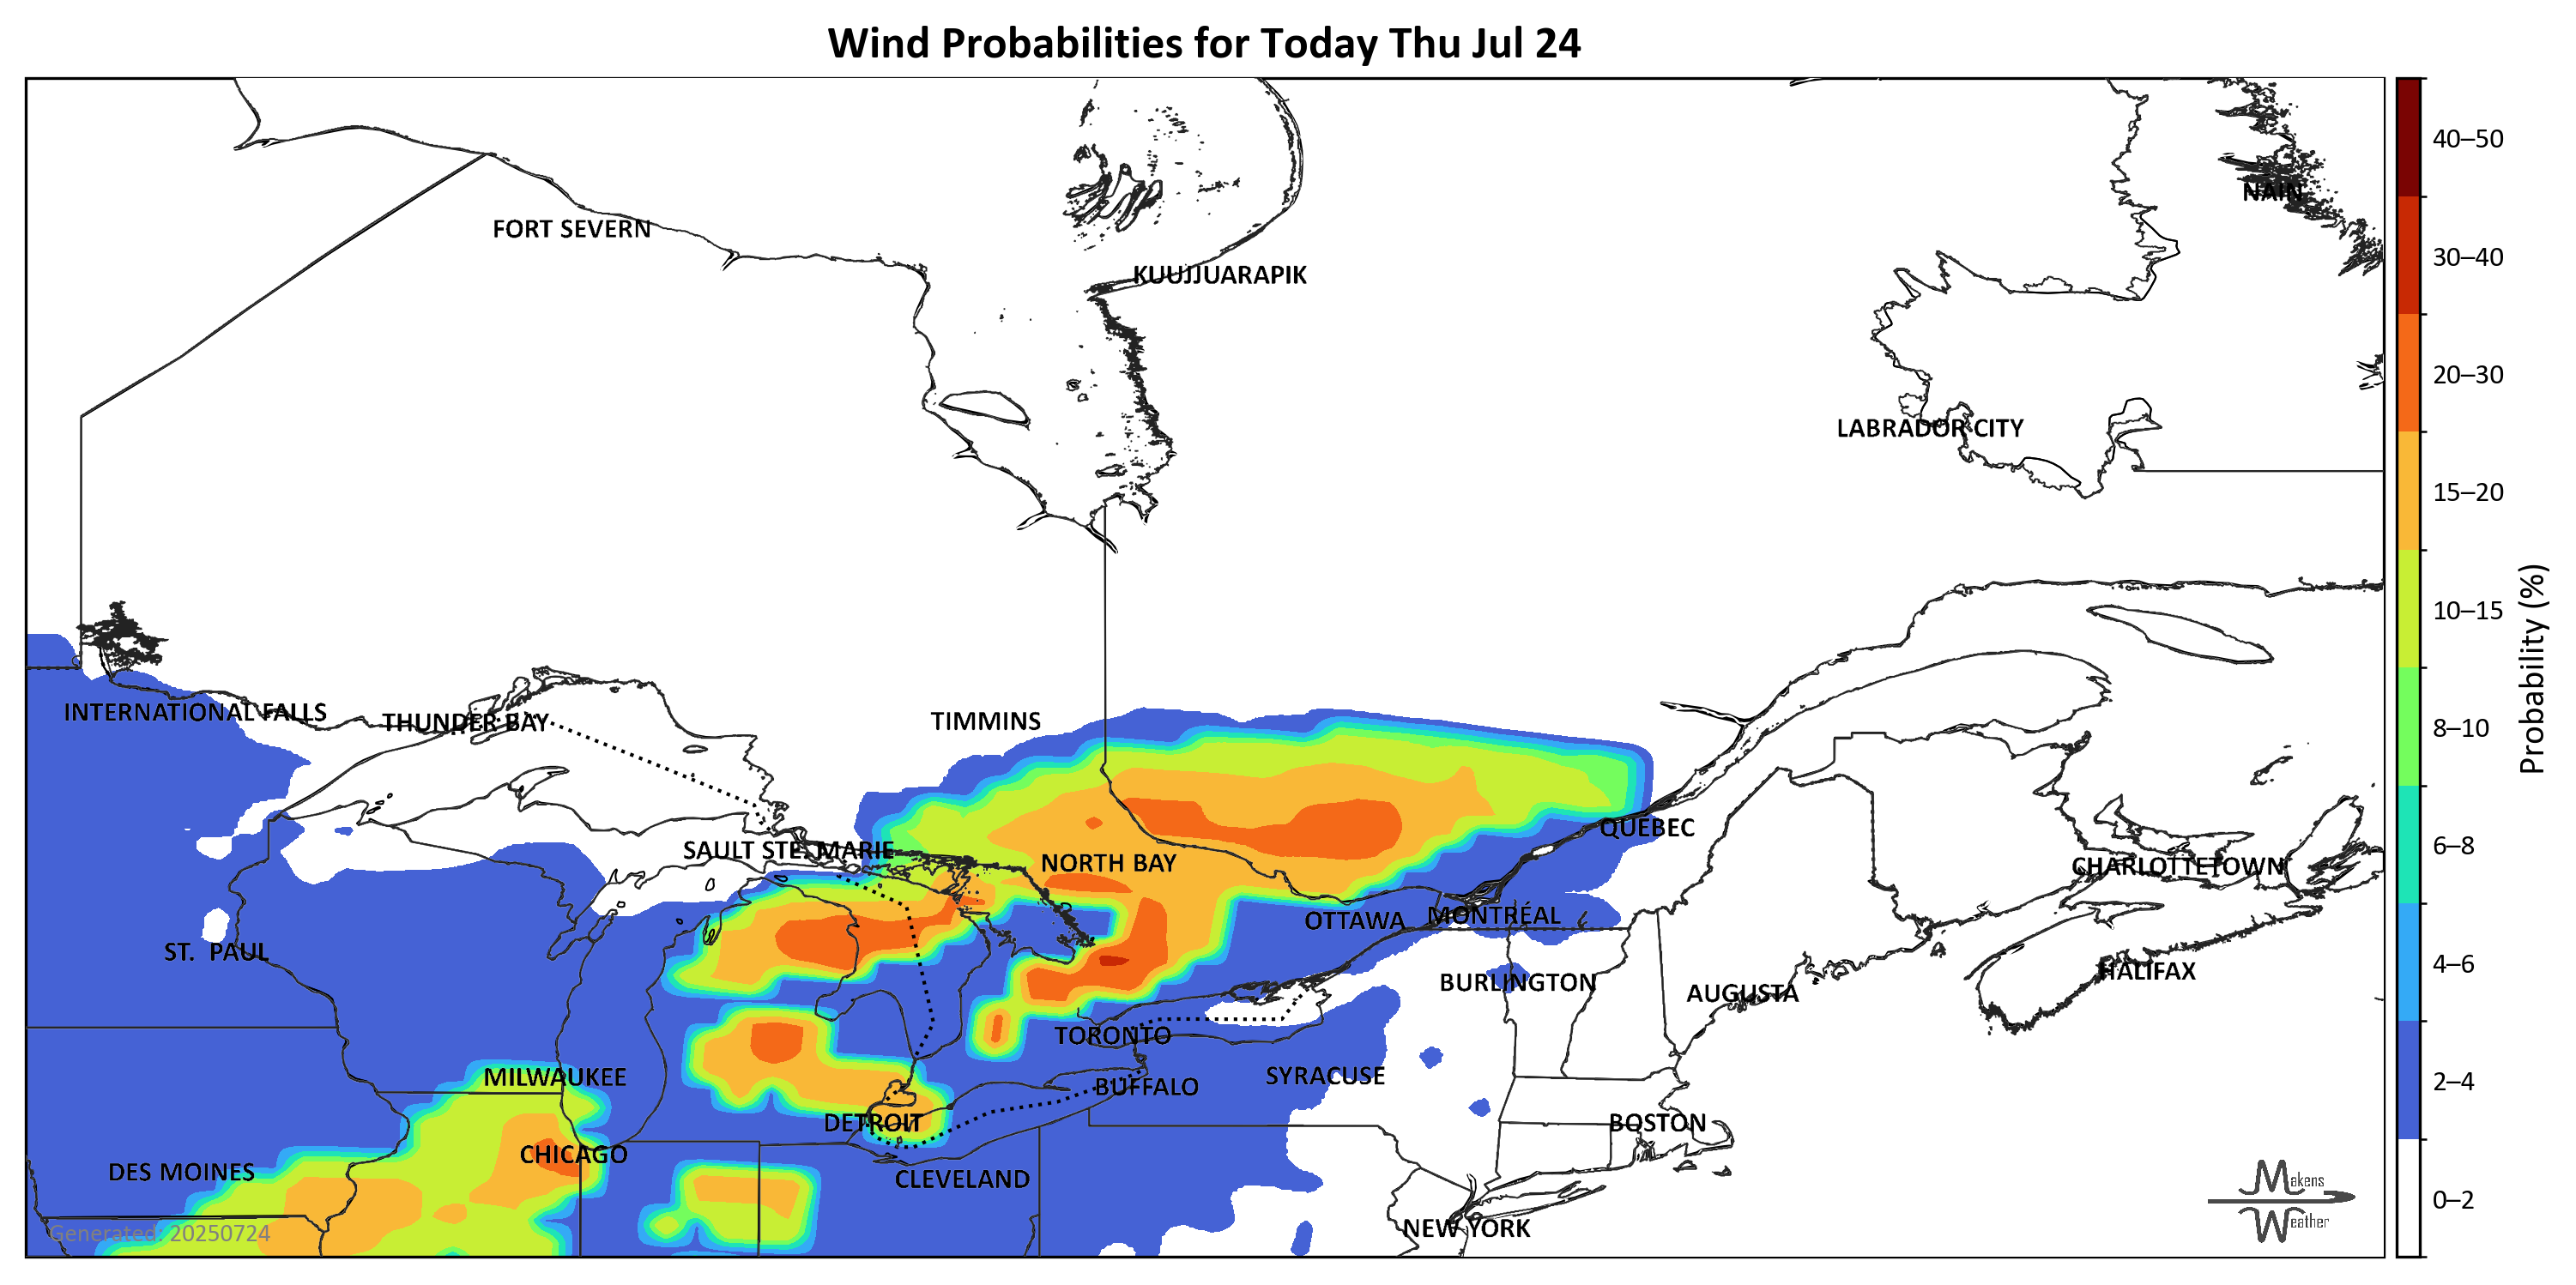 Wind Probabilities for Today Thu Jul 24
NAIN
FORT SEVERN
KUUJJUARAPIK
LABRADOR CITY
INTERNATIONAL FALLS
THUNDER BAY
TIMMINS
QUEBEC
SAULT STE. MARIE
NORTH BAY
CHARLOTTETOWN
OTTAWA
MONTRÉAL
ST. PAUL
HALIFAX
BURLINGTON
AUGUSTA
TORONTO
MILWAUKEE
BUFFALO
SYRACUSE
DETROIT
BOSTON
CHICAGO
DES MOINES
CLEVELAND
NEW YORK
Generated: 20250724
Makens
Weather
40–50
30–40
20–30
15–20
10–15
8–10
6–8
4–6
2–4
0–2
Probability (%)